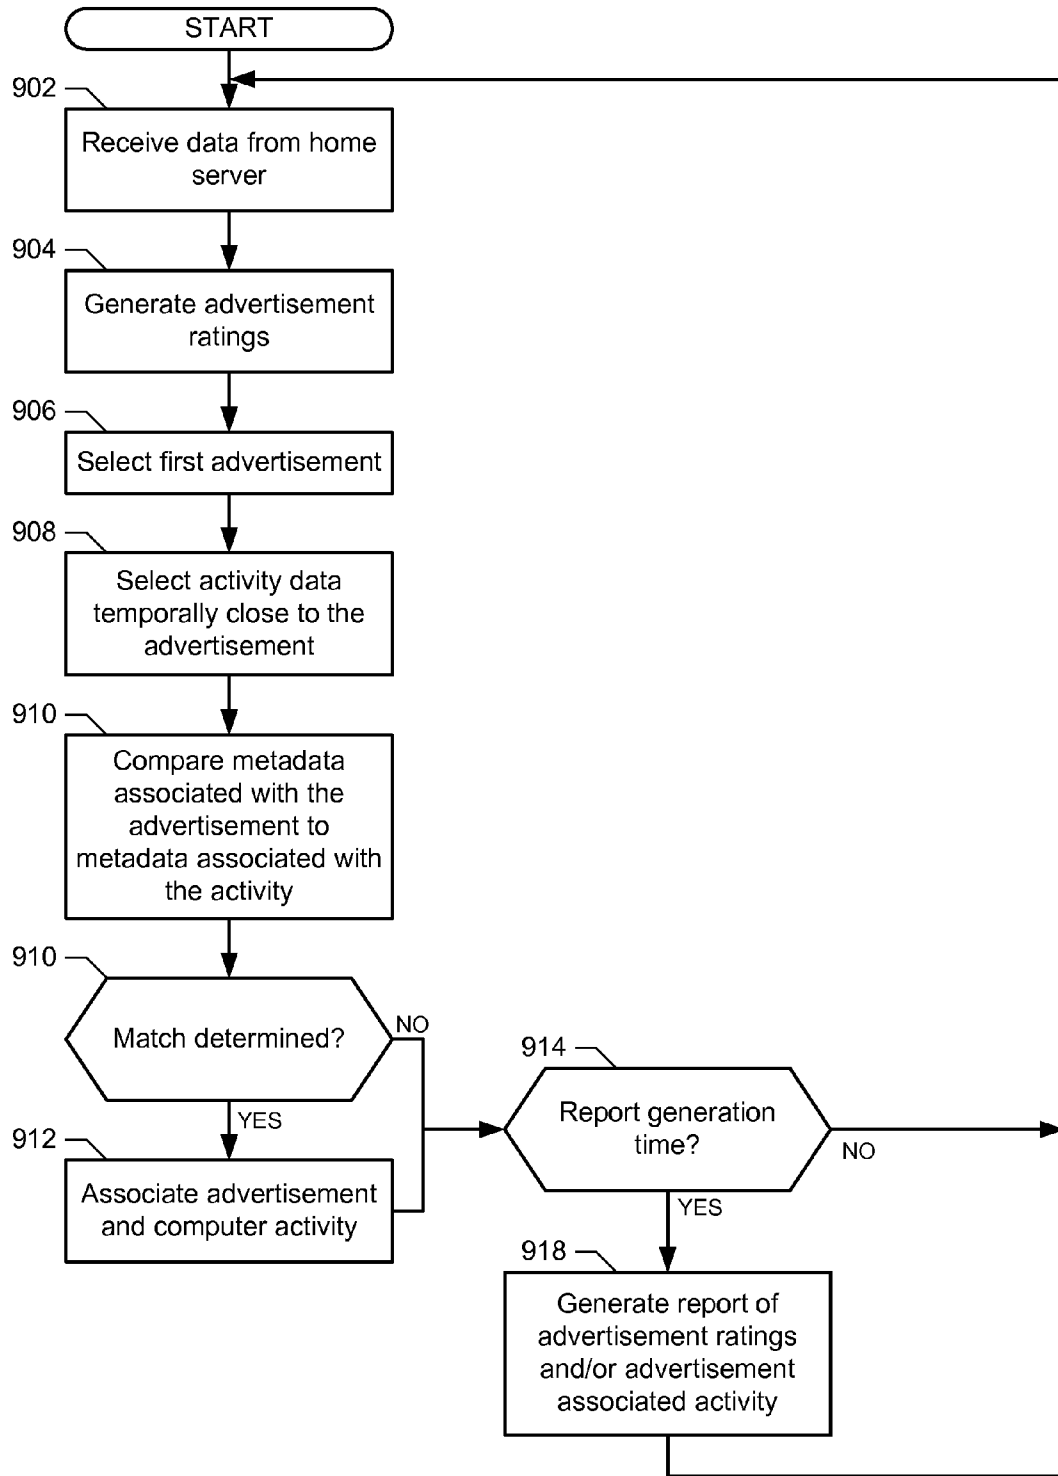 START
902
Receive data from home
server
904
Generate advertisement
ratings
906
Select first advertisement
908
Select activity data
temporally close to the
advertisement
910
Compare metadata
associated with the
advertisement to
metadata associated with
the activity
910
Match determined?
NO
YES
912
Associate advertisement
and computer activity
914
Report generation
time?
NO
YES
918
Generate report of
advertisement ratings
and/or advertisement
associated activity